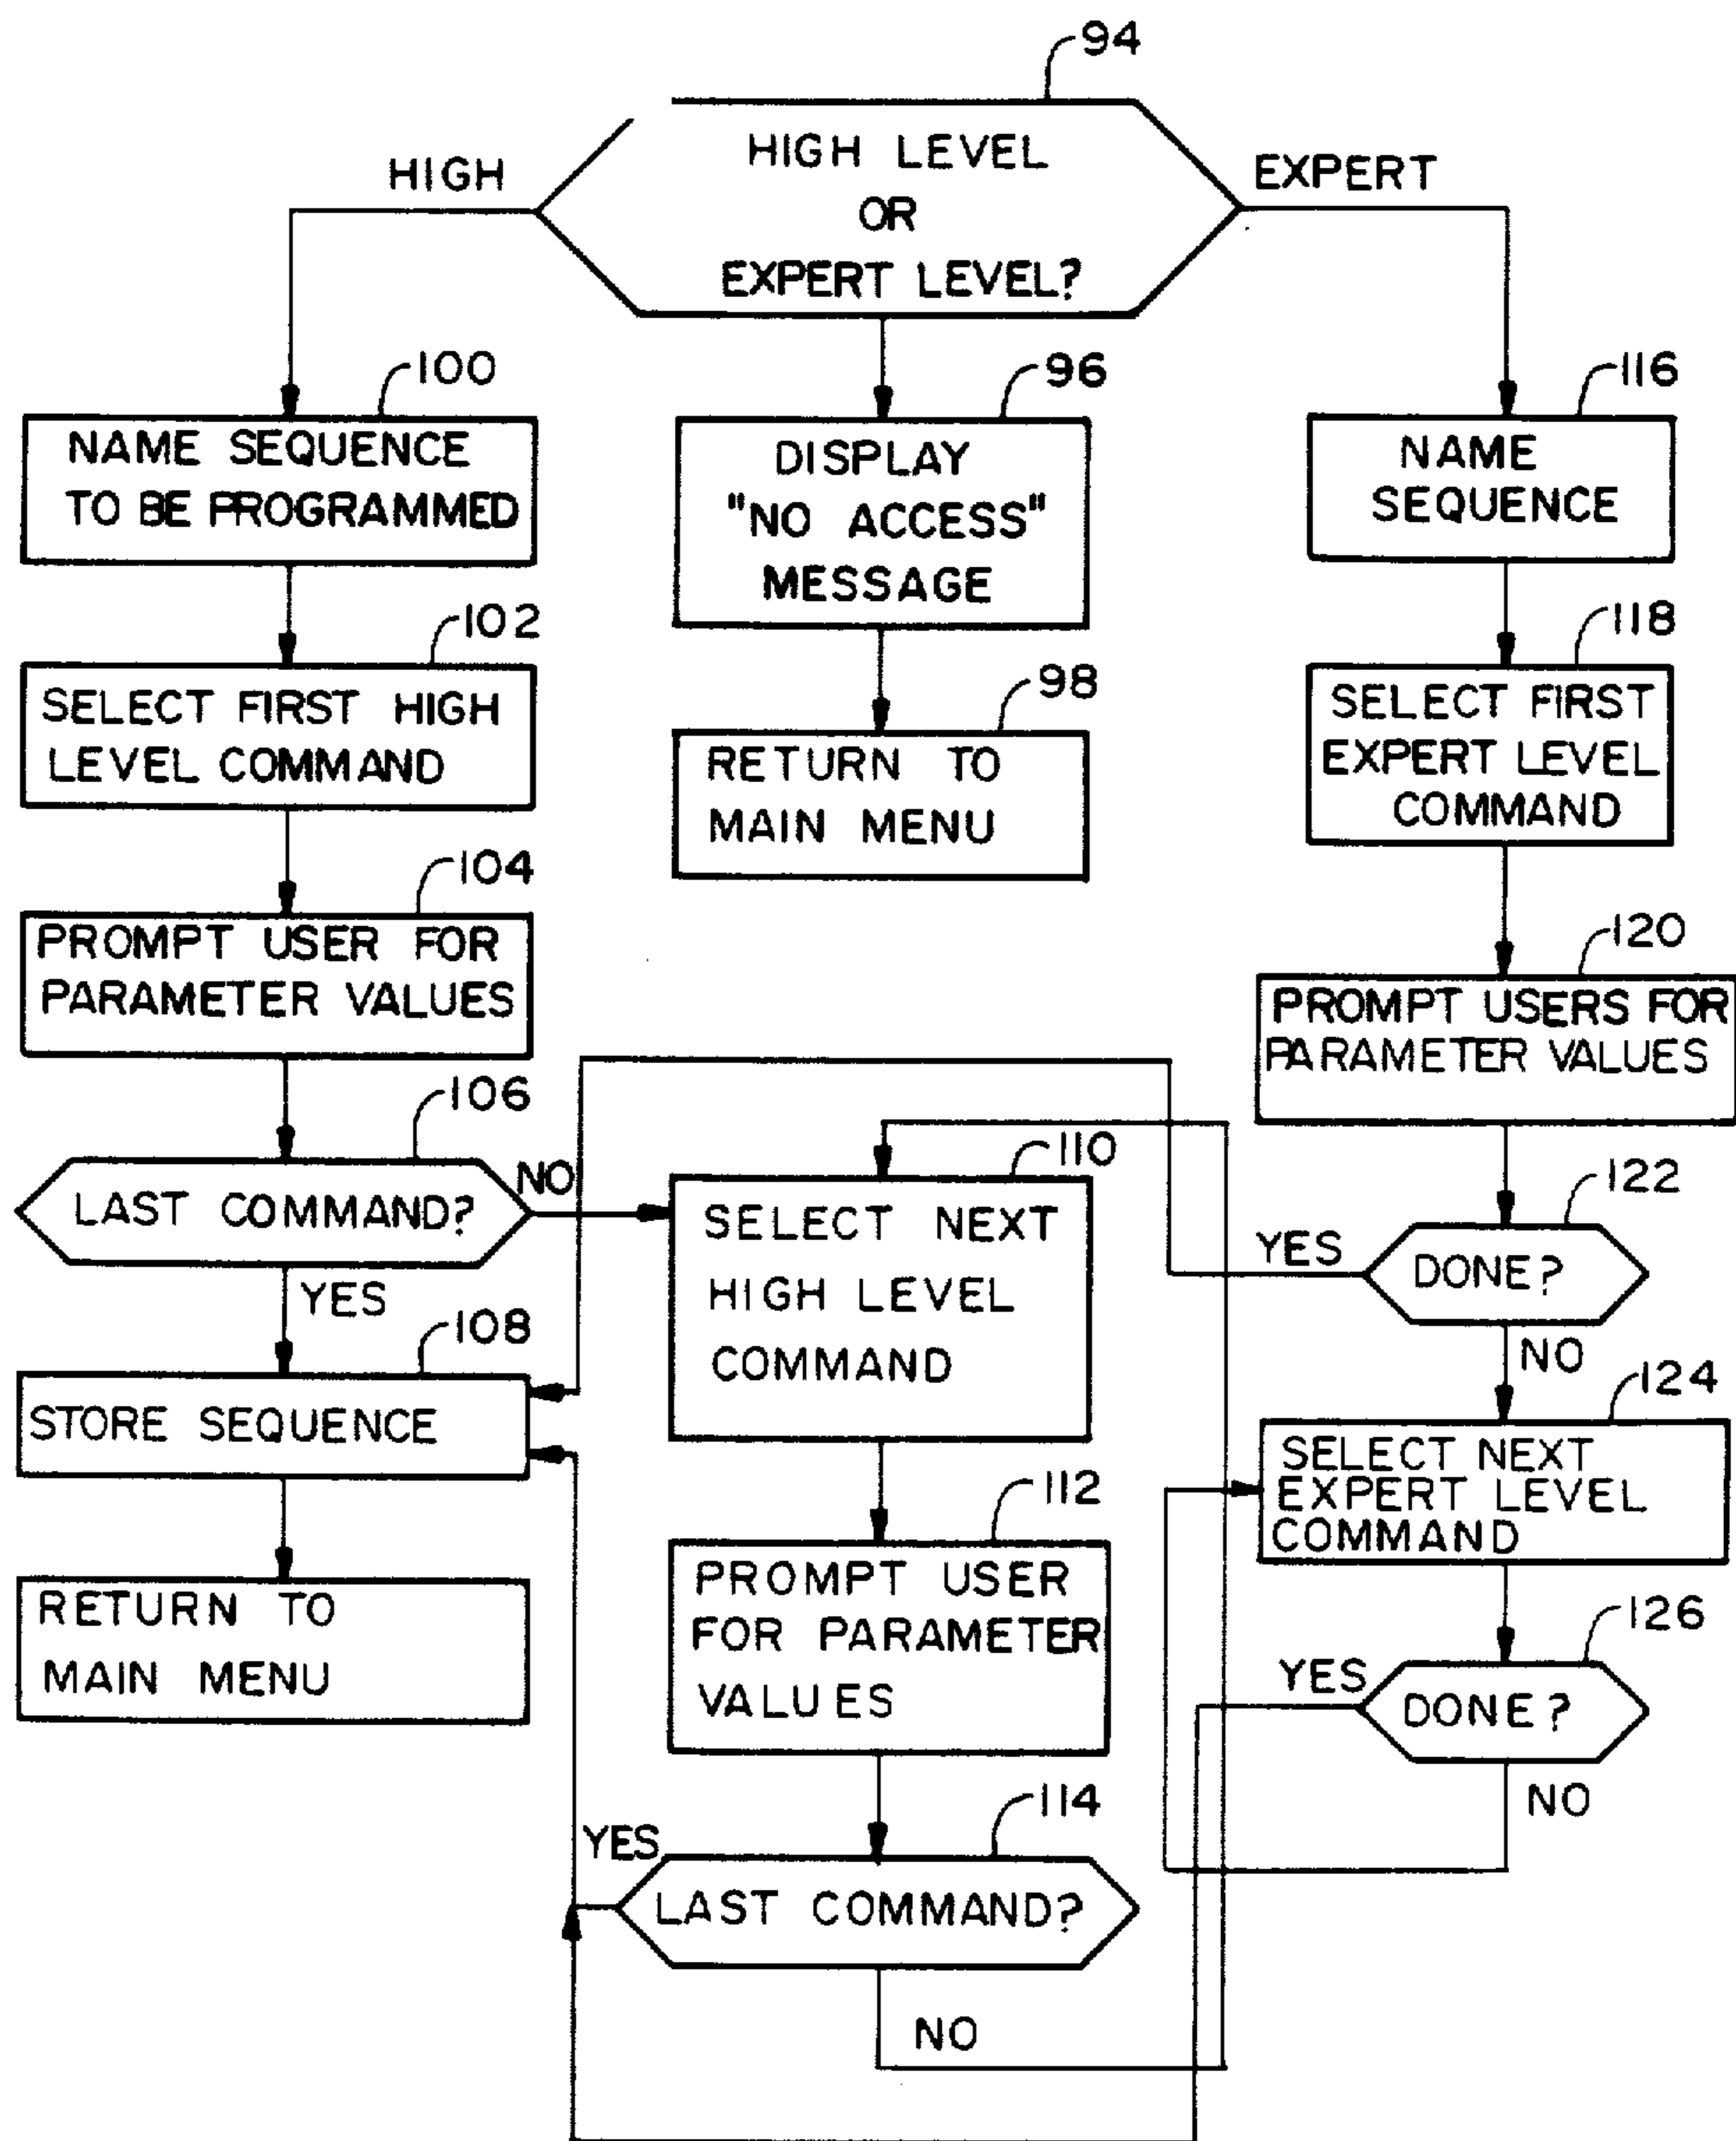 94
HIGH LEVEL
OR
EXPERT LEVEL?
HIGH
EXPERT
100
NAME SEQUENCE
TO BE PROGRAMMED
102
SELECT FIRST HIGH
LEVEL COMMAND
104
PROMPT USER FOR
PARAMETER VALUES
106
LAST COMMAND?
NO
YES
108
STORE SEQUENCE
RETURN TO
MAIN MENU
96
DISPLAY
"NO ACCESS"
MESSAGE
98
RETURN TO
MAIN MENU
110
SELECT NEXT
HIGH LEVEL
COMMAND
112
PROMPT USER
FOR PARAMETER
VALUES
114
YES
LAST COMMAND?
NO
116
NAME
SEQUENCE
118
SELECT FIRST
EXPERT LEVEL
COMMAND
120
PROMPT USERS FOR
PARAMETER VALUES
122
YES
DONE?
NO
124
SELECT NEXT
EXPERT LEVEL
COMMAND
126
YES
DONE?
NO